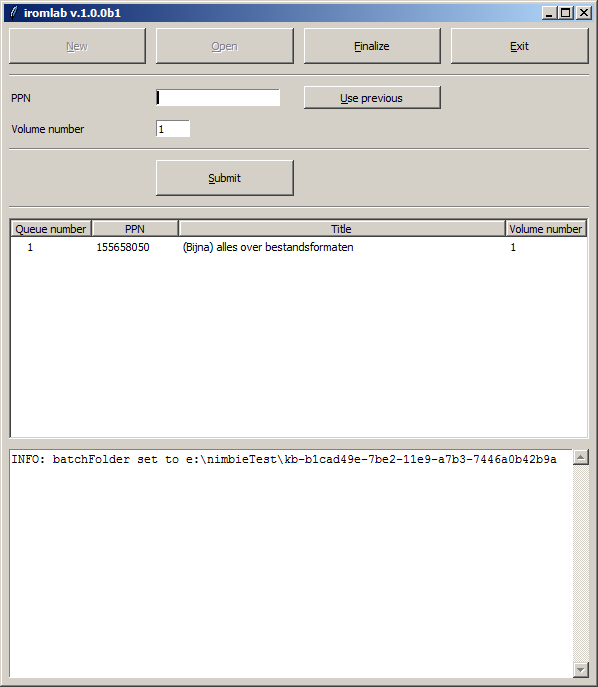 iromlab v.1.0.0b1
New Open Finalize Exit
PPN Use previous
Volume number 1
Submit
Queue number PPN Title Volume number
1 155658050 (Bijna) alles over bestandsformaten 1
INFO: batchFolder set to e:\nimbieTest\kb-b1cad49e-7be2-11e9-a7b3-7446a0b42b9a